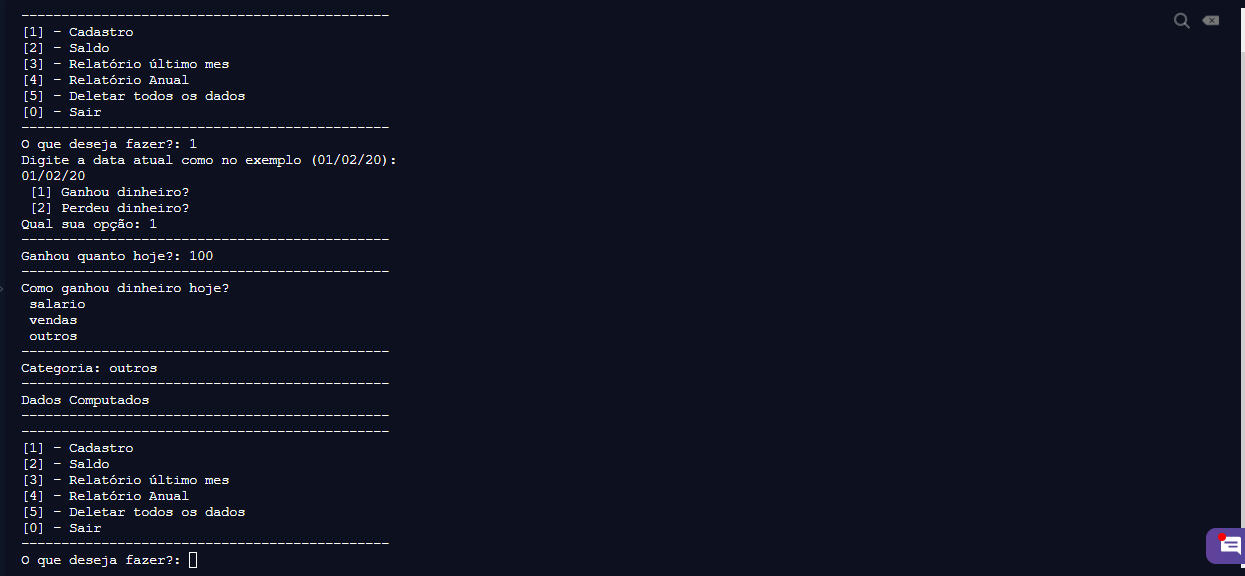 ----------------------------------------------
[1] - Cadastro
[2] - Saldo
[3] - Relatório último mes
[4] - Relatório Anual
[5] - Deletar todos os dados
[0] - Sair
----------------------------------------------
O que deseja fazer?: 1
Digite a data atual como no exemplo (01/02/20):
01/02/20
[1] Ganhou dinheiro?
[2] Perdeu dinheiro?
Qual sua opção: 1
----------------------------------------------
Ganhou quanto hoje?: 100
----------------------------------------------
Como ganhou dinheiro hoje?
salario
vendas
outros
----------------------------------------------
Categoria: outros
----------------------------------------------
Dados Computados
----------------------------------------------
----------------------------------------------
[1] - Cadastro
[2] - Saldo
[3] - Relatório último mes
[4] - Relatório Anual
[5] - Deletar todos os dados
[0] - Sair
----------------------------------------------
O que deseja fazer?: